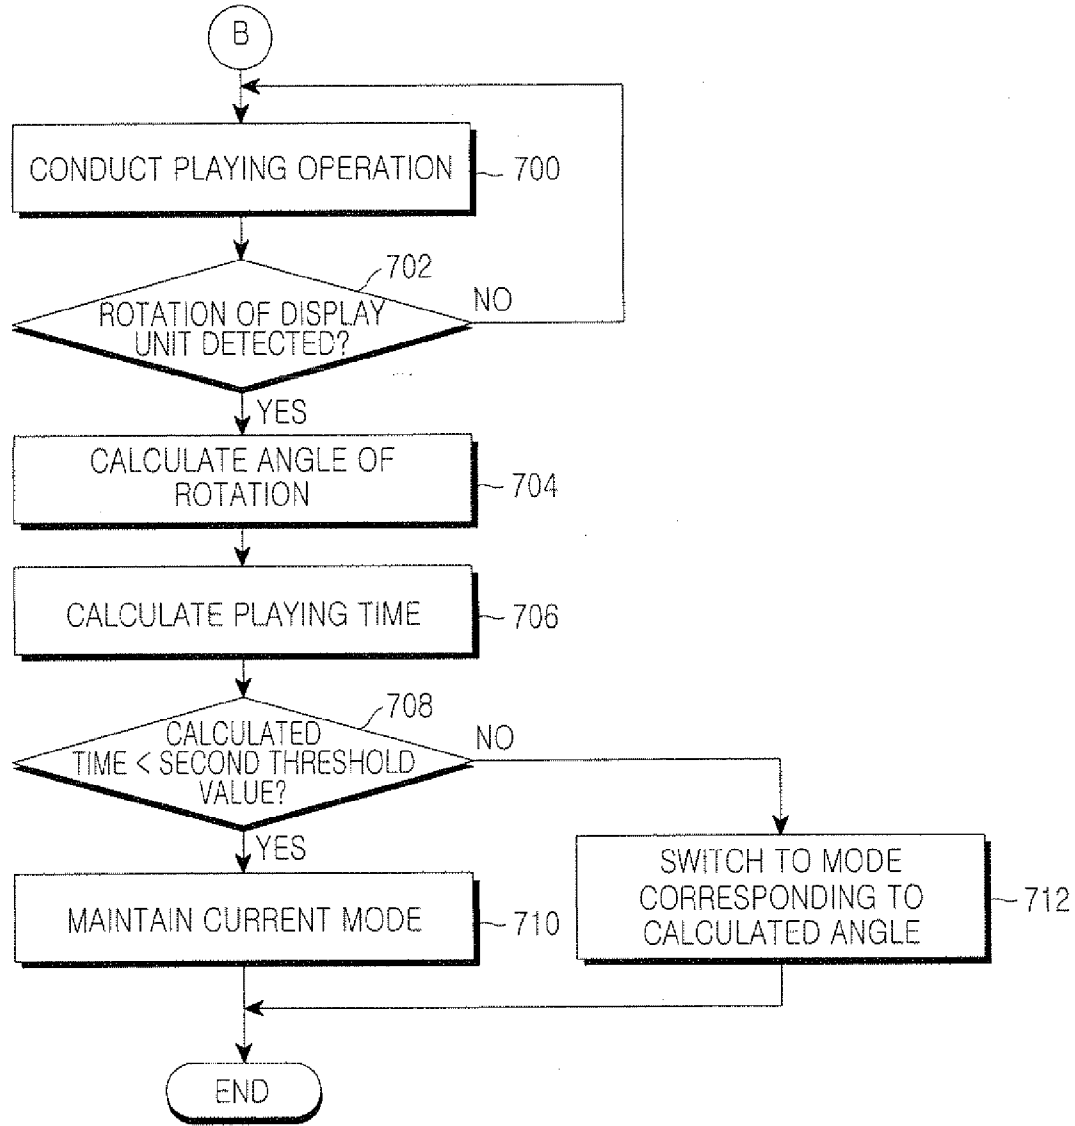 B
CONDUCT PLAYING OPERATION
700
702
ROTATION OF DISPLAY
UNIT DETECTED?
NO
YES
CALCULATE ANGLE OF
ROTATION
704
CALCULATE PLAYING TIME
706
708
CALCULATED
TIME < SECOND THRESHOLD
VALUE?
NO
YES
MAINTAIN CURRENT MODE
710
SWITCH TO MODE
CORRESPONDING TO
CALCULATED ANGLE
712
END